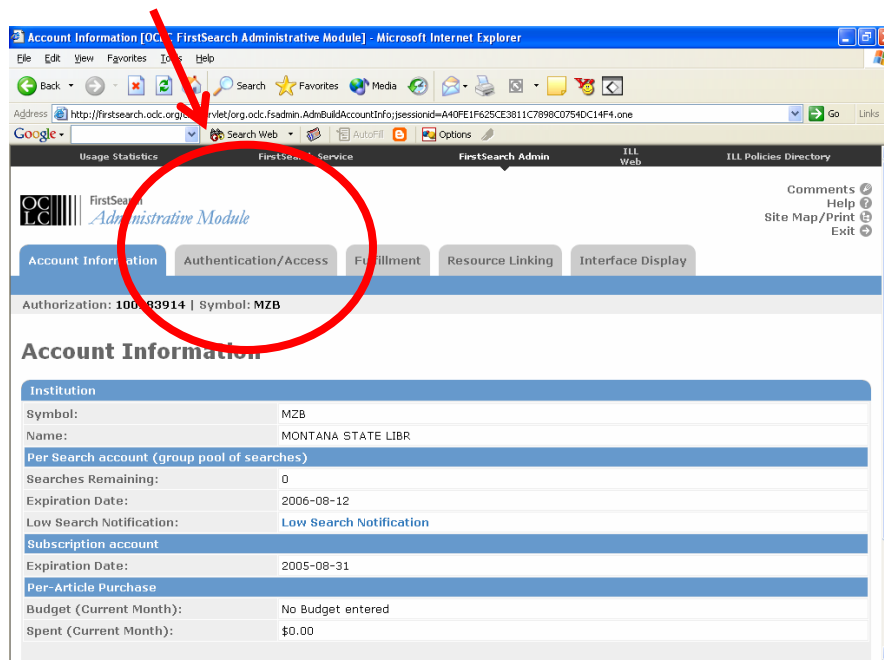 Account Information [OCLC FirstSearch Administrative Module] - Microsoft Internet Explorer
File Edit View Favorites Tools Help
Back Search Favorites Media
Address http://firstsearch.oclc.org/ servlet/org.oclc.fsadmin.AdmBuildAccountInfo;jsessionid=A40FE1F625CE3811C7898C0754DC14F4.one Go Links
Google Search Web AutoFill Options
Usage Statistics FirstSearch Service FirstSearch Admin ILL Web ILL Policies Directory
OCLC FirstSearch Administrative Module
Comments
Help
Site Map/Print
Exit
Account Information Authentication/Access Fulfillment Resource Linking Interface Display
Authorization: | Symbol: MZB
Account Information
Institution
Symbol: MZB
Name: MONTANA STATE LIBR
Per Search account (group pool of searches)
Searches Remaining: 0
Expiration Date: 2006-08-12
Low Search Notification: Low Search Notification
Subscription account
Expiration Date: 2005-08-31
Per-Article Purchase
Budget (Current Month): No Budget entered
Spent (Current Month): $0.00